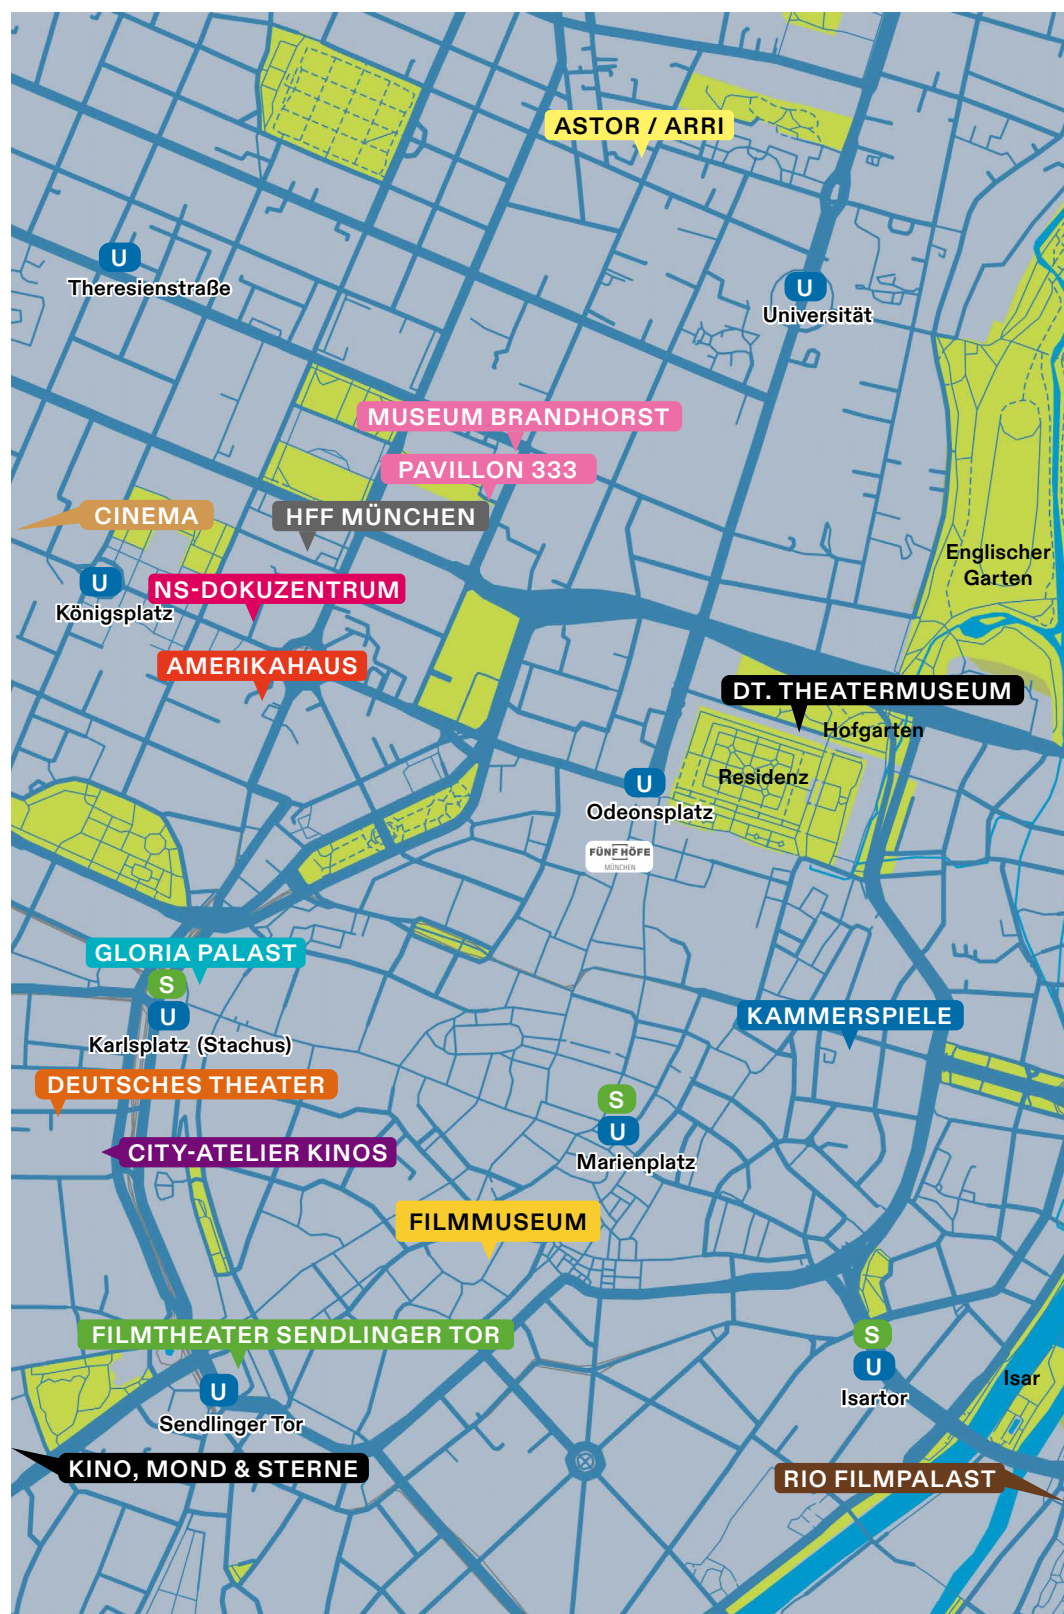 ASTOR / ARRI
U
Theresienstraße
U
Universität
MUSEUM BRANDHORST
PAVILLON 333
CINEMA
HFF MÜNCHEN
Englischer
Garten
U
Königsplatz
NS-DOKUZENTRUM
AMERIKAHAUS
DT. THEATERMUSEUM
Hofgarten
Residenz
U
Odeonsplatz
FÜNF HÖFE
MÜNCHEN
GLORIA PALAST
S
U
Karlsplatz (Stachus)
KAMMERSPIELE
DEUTSCHES THEATER
S
U
Marienplatz
CITY-ATELIER KINOS
FILMMUSEUM
FILMTHEATER SENDLINGER TOR
U
Sendlinger Tor
S
U
Isartor
Isar
KINO, MOND & STERNE
RIO FILMPALAST